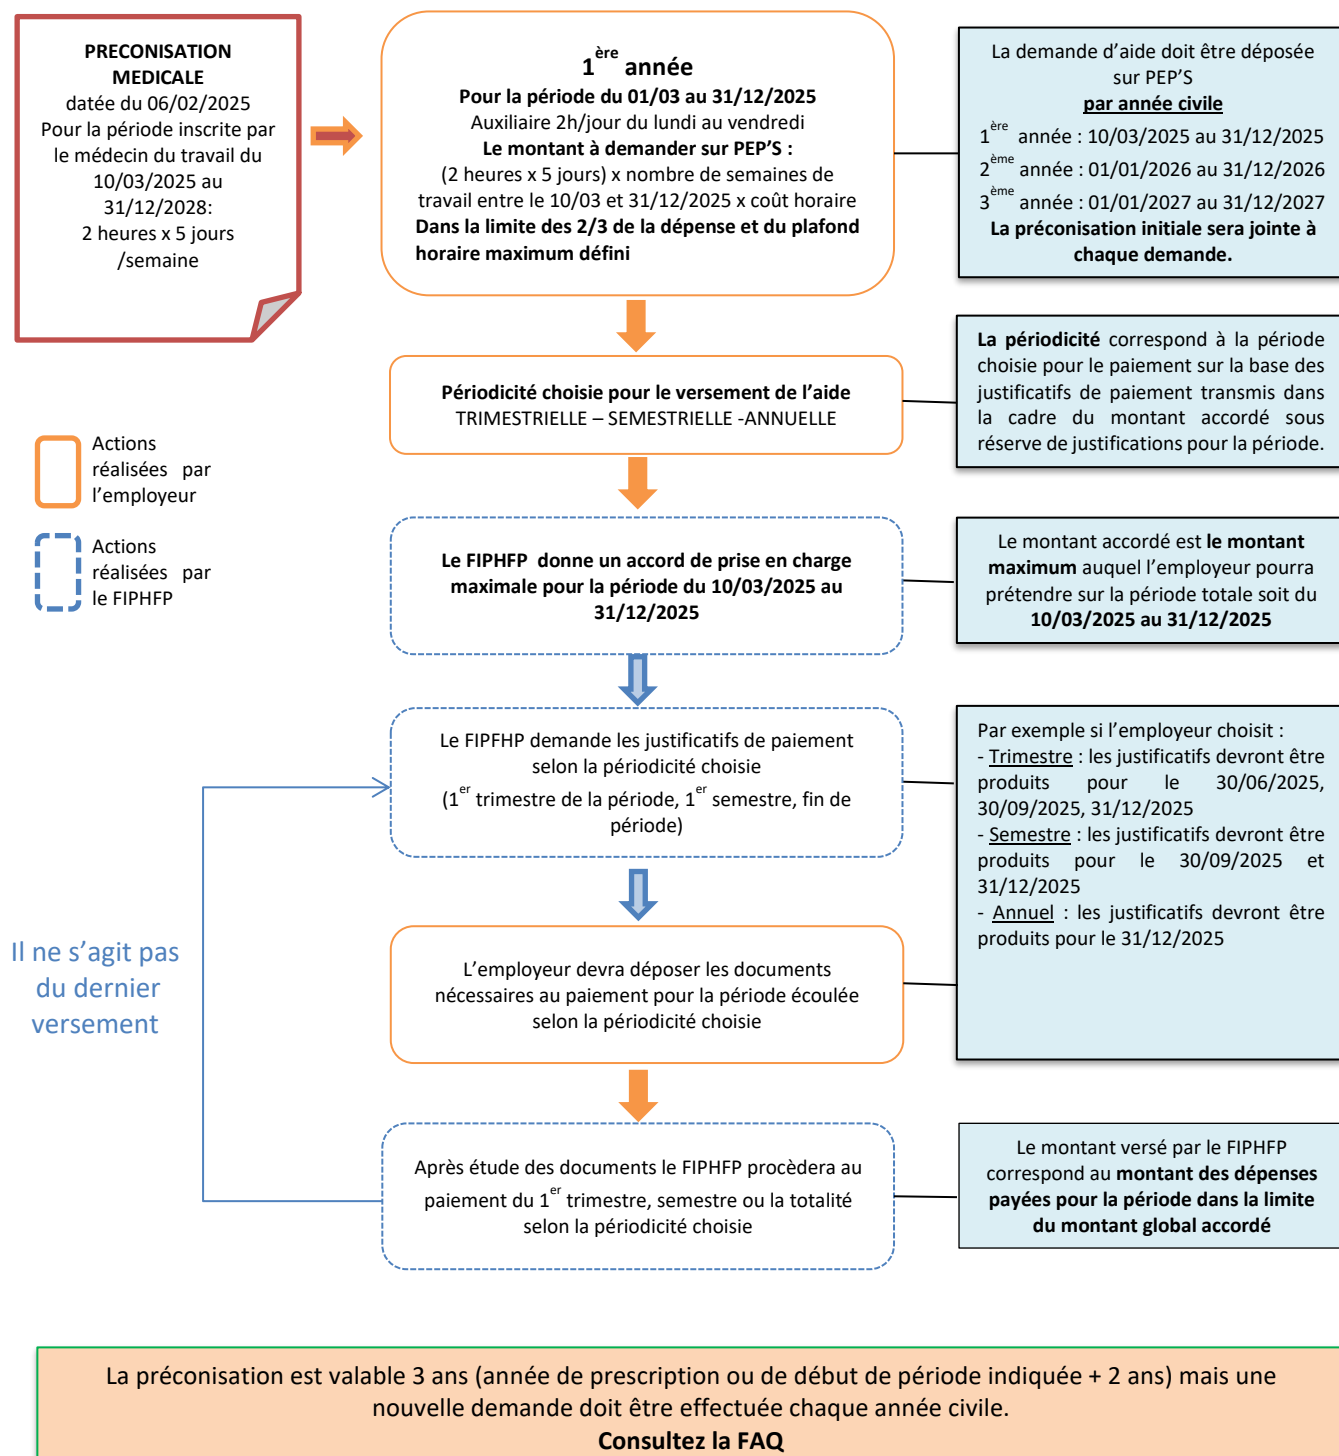 PRECONISATION
MEDICALE
datée du 06/02/2025
Pour la période inscrite par
le médecin du travail du
10/03/2025 au
31/12/2028:
2 heures x 5 jours
/semaine
1ère année
Pour la période du 01/03 au 31/12/2025
Auxiliaire 2h/jour du lundi au vendredi
Le montant à demander sur PEP’S :
(2 heures x 5 jours) x nombre de semaines de
travail entre le 10/03 et 31/12/2025 x coût horaire
Dans la limite des 2/3 de la dépense et du plafond
horaire maximum défini
La demande d’aide doit être déposée
sur PEP’S
par année civile
1ère année : 10/03/2025 au 31/12/2025
2ème année : 01/01/2026 au 31/12/2026
3ème année : 01/01/2027 au 31/12/2027
La préconisation initiale sera jointe à
chaque demande.
Périodicité choisie pour le versement de l’aide
TRIMESTRIELLE – SEMESTRIELLE -ANNUELLE
La périodicité correspond à la période
choisie pour le paiement sur la base des
justificatifs de paiement transmis dans
la cadre du montant accordé sous
réserve de justifications pour la période.
Actions
réalisées par
l’employeur
Actions
réalisées par
le FIPHFP
Le FIPHFP donne un accord de prise en charge
maximale pour la période du 10/03/2025 au
31/12/2025
Le montant accordé est le montant
maximum auquel l’employeur pourra
prétendre sur la période totale soit du
10/03/2025 au 31/12/2025
Le FIPFHP demande les justificatifs de paiement
selon la périodicité choisie
(1er trimestre de la période, 1er semestre, fin de
période)
Par exemple si l’employeur choisit :
- Trimestre : les justificatifs devront être
produits pour le 30/06/2025,
30/09/2025, 31/12/2025
- Semestre : les justificatifs devront être
produits pour le 30/09/2025 et
31/12/2025
- Annuel : les justificatifs devront être
produits pour le 31/12/2025
Il ne s’agit pas
du dernier
versement
L’employeur devra déposer les documents
nécessaires au paiement pour la période écoulée
selon la périodicité choisie
Après étude des documents le FIPHFP procèdera au
paiement du 1er trimestre, semestre ou la totalité
selon la périodicité choisie
Le montant versé par le FIPHFP
correspond au montant des dépenses
payées pour la période dans la limite
du montant global accordé
La préconisation est valable 3 ans (année de prescription ou de début de période indiquée + 2 ans) mais une
nouvelle demande doit être effectuée chaque année civile.
Consultez la FAQ